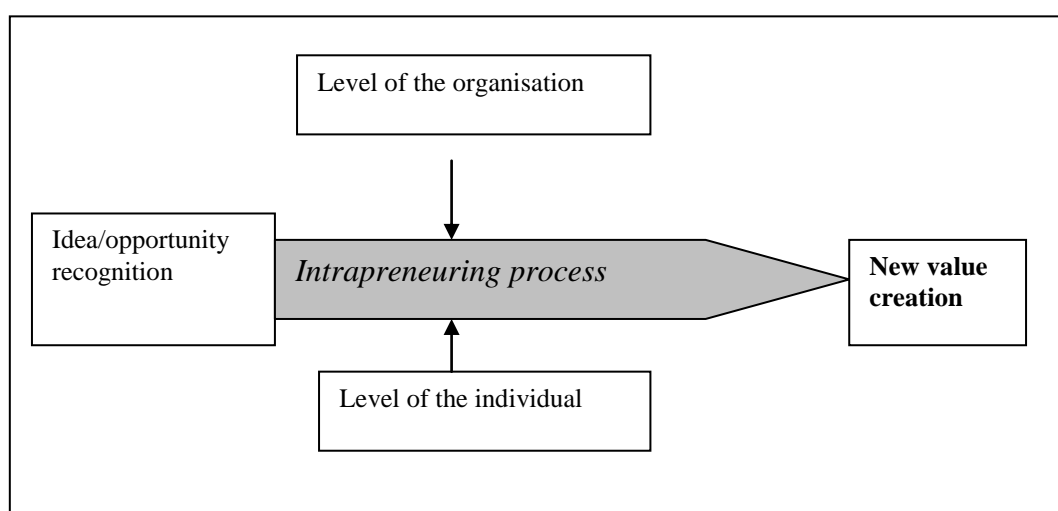 Level of the organisation
Idea/opportunity
recognition
Intrapreneuring process
New value
creation
Level of the individual